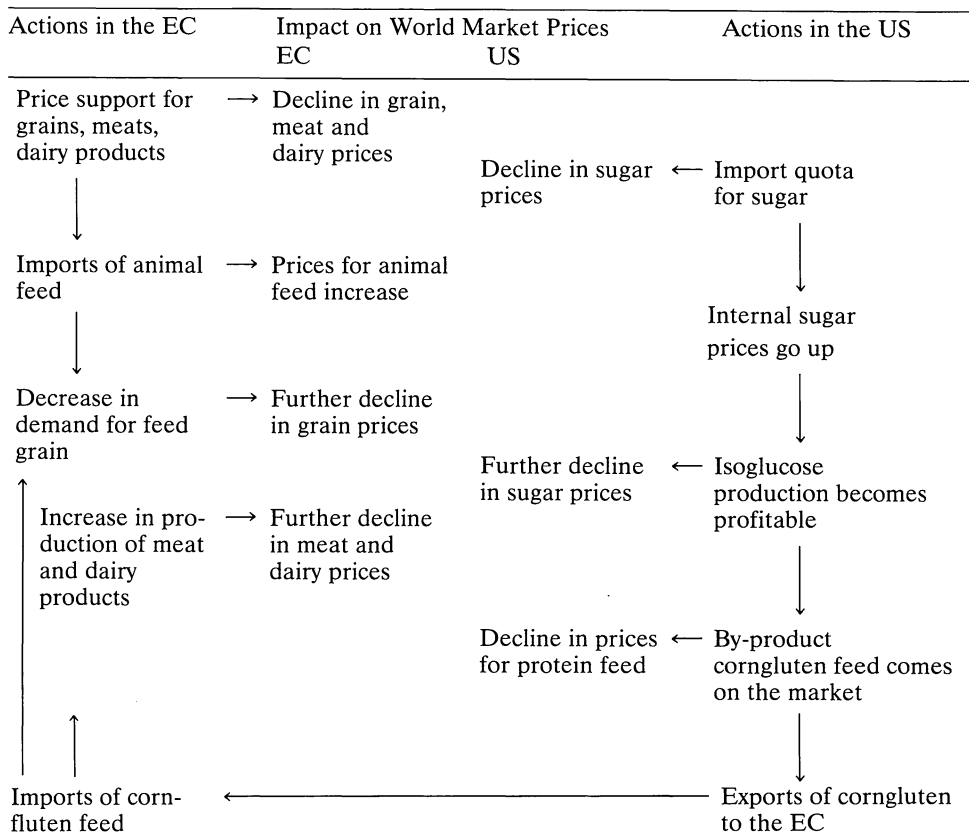 Actions in the EC Impact on World Market Prices Actions in the US
EC US
Price support for → Decline in grain,
grains, meats, meat and
dairy products dairy prices
Decline in sugar ← Import quota
prices for sugar
Imports of animal → Prices for animal
feed feed increase
Internal sugar
prices go up
Decrease in → Further decline
demand for feed in grain prices
grain
Further decline ← Isoglucose
in sugar prices production becomes
profitable
Increase in pro- → Further decline
duction of meat in meat and
and dairy dairy prices
products
Decline in prices ← By-product
for protein feed corngluten feed comes
on the market
Imports of corn- ← Exports of corngluten
fluten feed to the EC